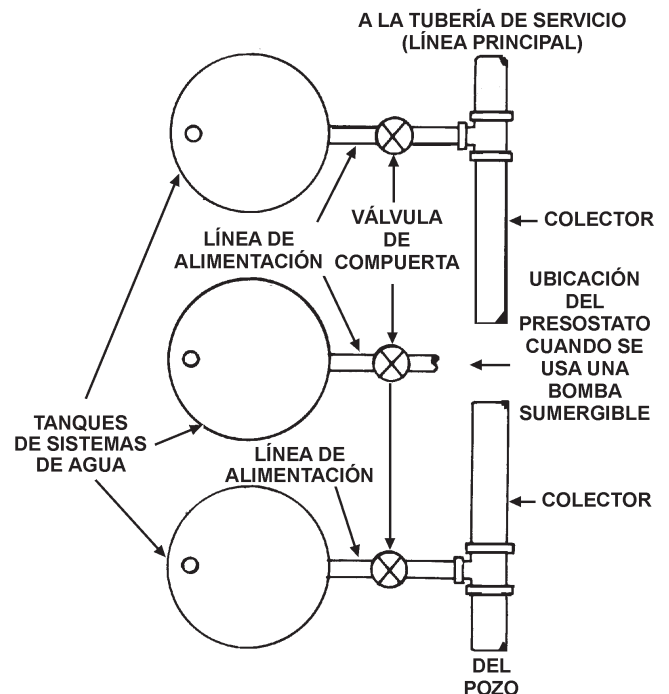 A LA TUBERÍA DE SERVICIO
(LÍNEA PRINCIPAL)
COLECTOR
LÍNEA DE
ALIMENTACIÓN
VÁLVULA
DE
COMPUERTA
UBICACIÓN
DEL
PRESOSTATO
CUANDO SE
USA UNA
BOMBA
SUMERGIBLE
TANQUES
DE SISTEMAS
DE AGUA
LÍNEA DE
ALIMENTACIÓN
COLECTOR
DEL
POZO